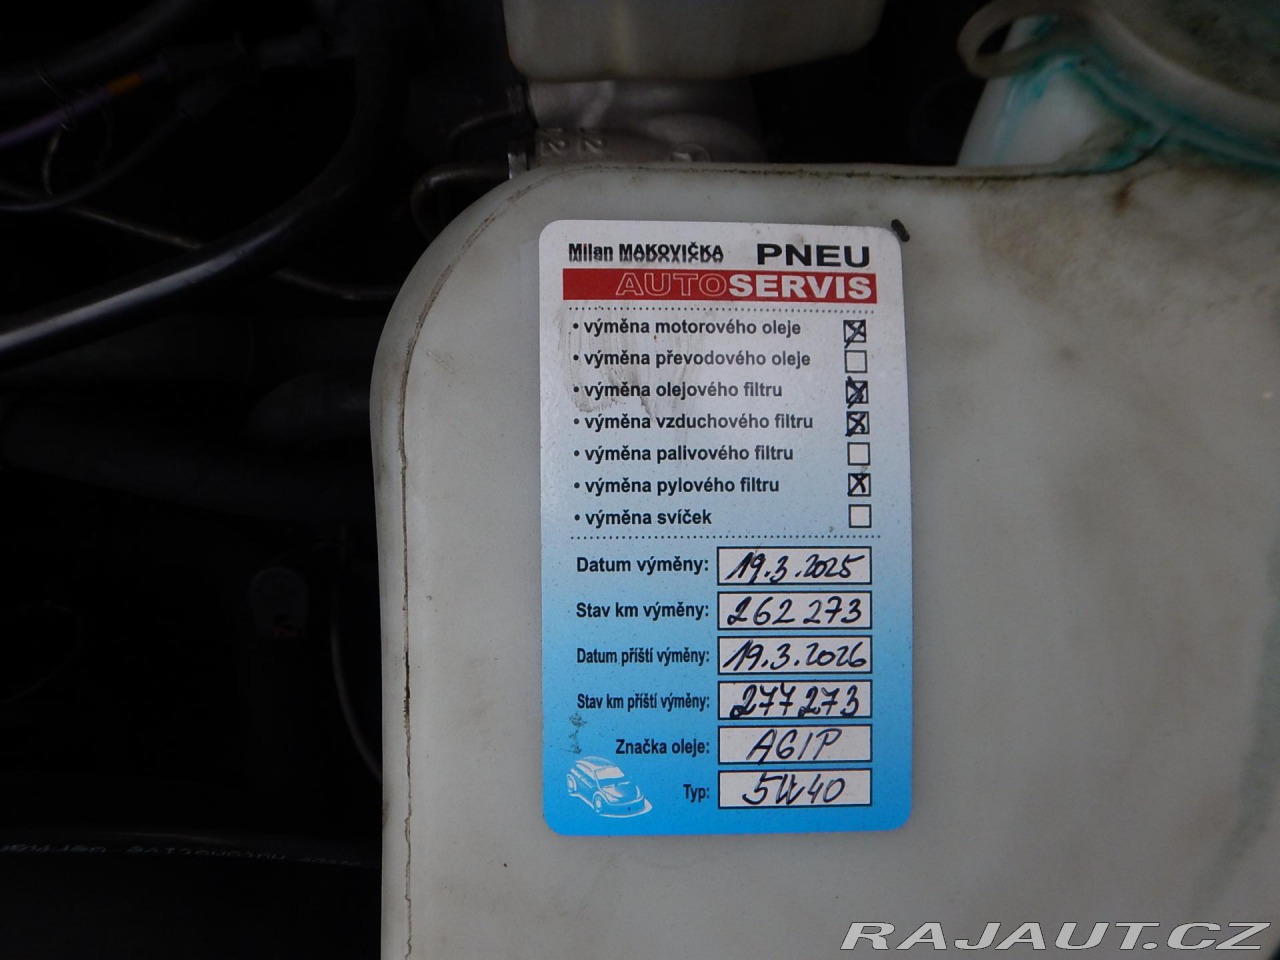 Milan MAKOVIČKA PNEU
AUTOSERVIS
• výměna motorového oleje
• výměna převodového oleje
• výměna olejového filtru
• výměna vzduchového filtru
• výměna palivového filtru
• výměna pylového filtru
• výměna svíček
Datum výměny: 19.3.2025
Stav km výměny: 262 273
Datum příští výměny: 19.3.2026
Stav km příští výměny: 277 273
Značka oleje: AGIP
Typ: 5W40
RAJAUT.CZ